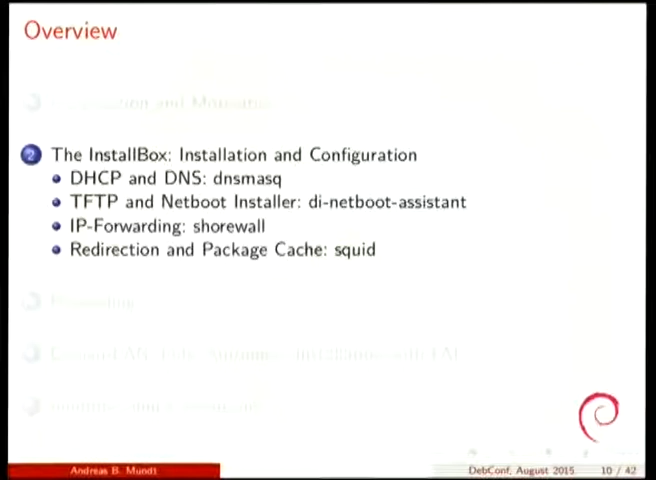 Overview
2 The InstallBox: Installation and Configuration
DHCP and DNS: dnsmasq
TFTP and Netboot Installer: di-netboot-assistant
IP-Forwarding: shorewall
Redirection and Package Cache: squid
Andreas B. Mundt
DebConf, August 2015
10 / 42